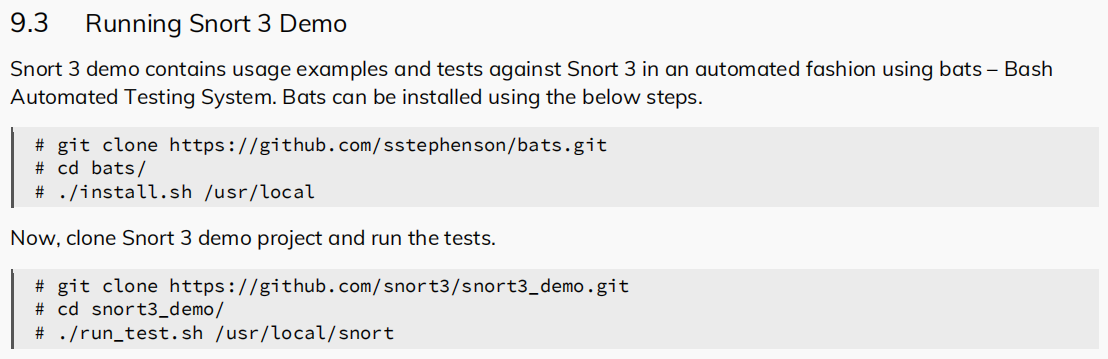 9.3 Running Snort 3 Demo
Snort 3 demo contains usage examples and tests against Snort 3 in an automated fashion using bats – Bash
Automated Testing System. Bats can be installed using the below steps.
# git clone https://github.com/sstephenson/bats.git
# cd bats/
# ./install.sh /usr/local
Now, clone Snort 3 demo project and run the tests.
# git clone https://github.com/snort3/snort3_demo.git
# cd snort3_demo/
# ./run_test.sh /usr/local/snort